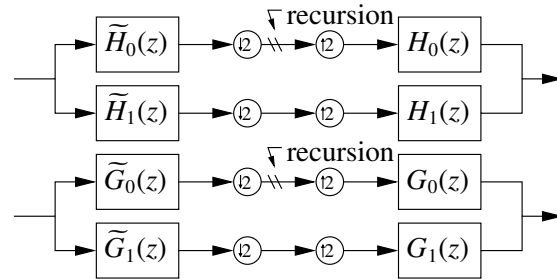 recursion
H̃₀(z) ↓2 ↑2 H₀(z)
H̃₁(z) ↓2 ↑2 H₁(z)
recursion
G̃₀(z) ↓2 ↑2 G₀(z)
G̃₁(z) ↓2 ↑2 G₁(z)